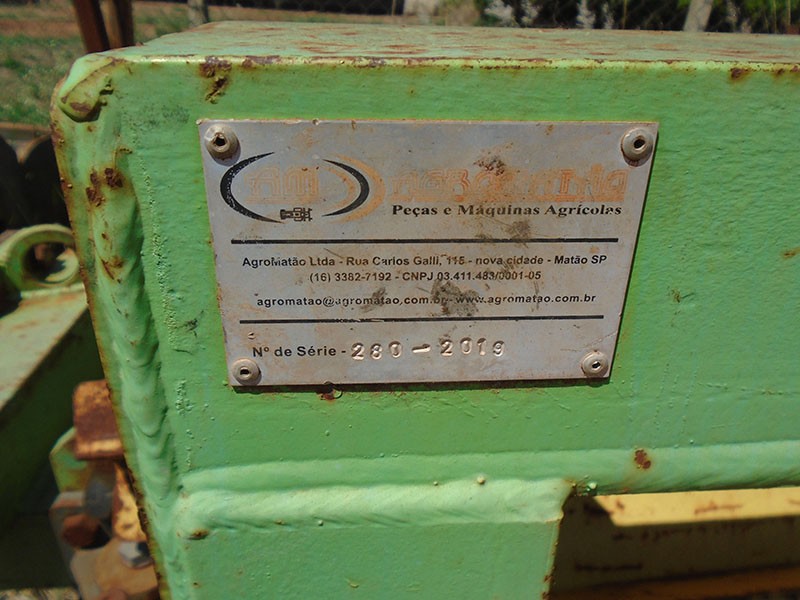 AGROMATÃO
Peças e Máquinas Agrícolas
AgroMatão Ltda - Rua Carlos Galli, 115 - nova cidade - Matão SP
(16) 3382-7192 - CNPJ 03.411.483/0001-05
agromatao@agromatao.com.br - www.agromatao.com.br
Nº de Série - 280-2019